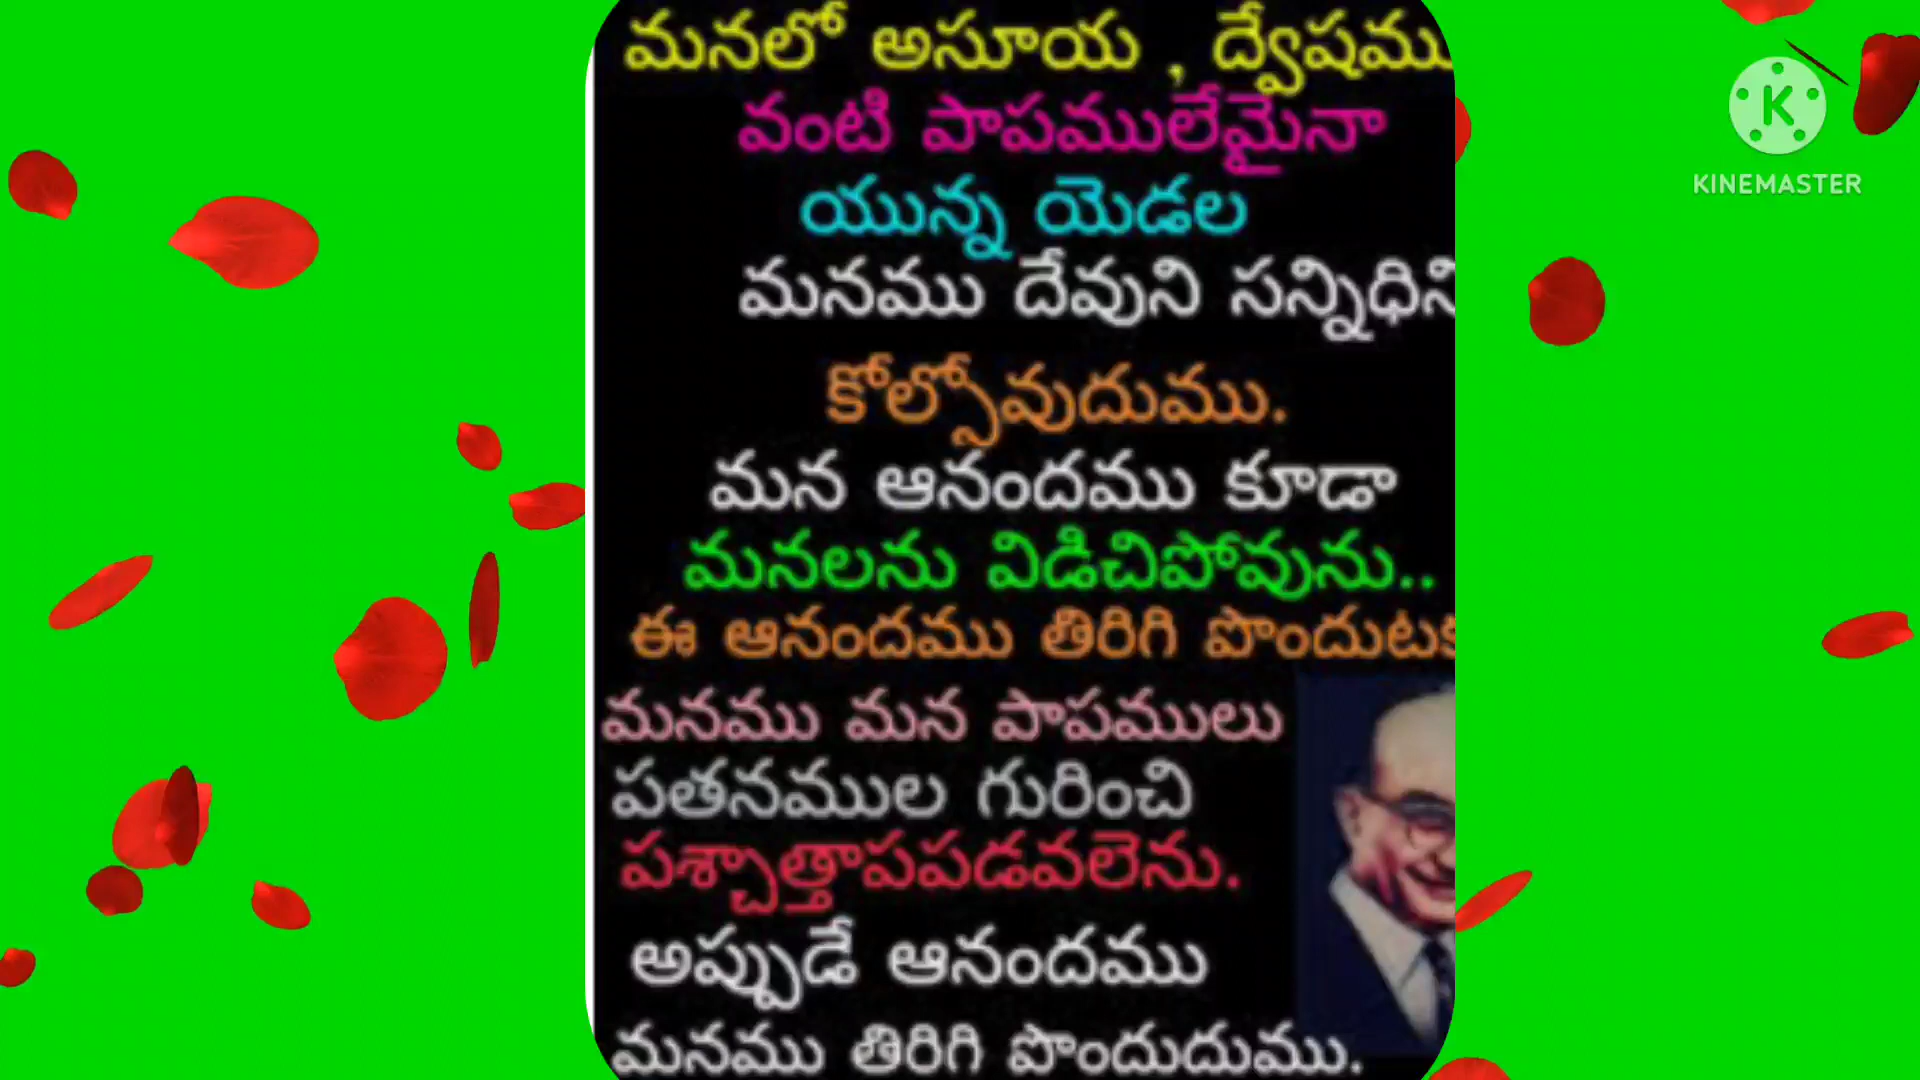 మనలో అసూయ , ద్వేషము
వంటి పాపములేమైనా
యున్న యెడల
మనము దేవుని సన్నిధిని
కోల్పోవుదుము.
మన ఆనందము కూడా
మనలను విడిచిపోవును..
ఈ ఆనందము తిరిగి
మనము మన పాపములు
పతనముల గురించి
పశ్చాత్తాపపడవలెను.
అప్పుడే ఆనందము
మనము తిరిగి పొందుదుము.
KINEMASTER